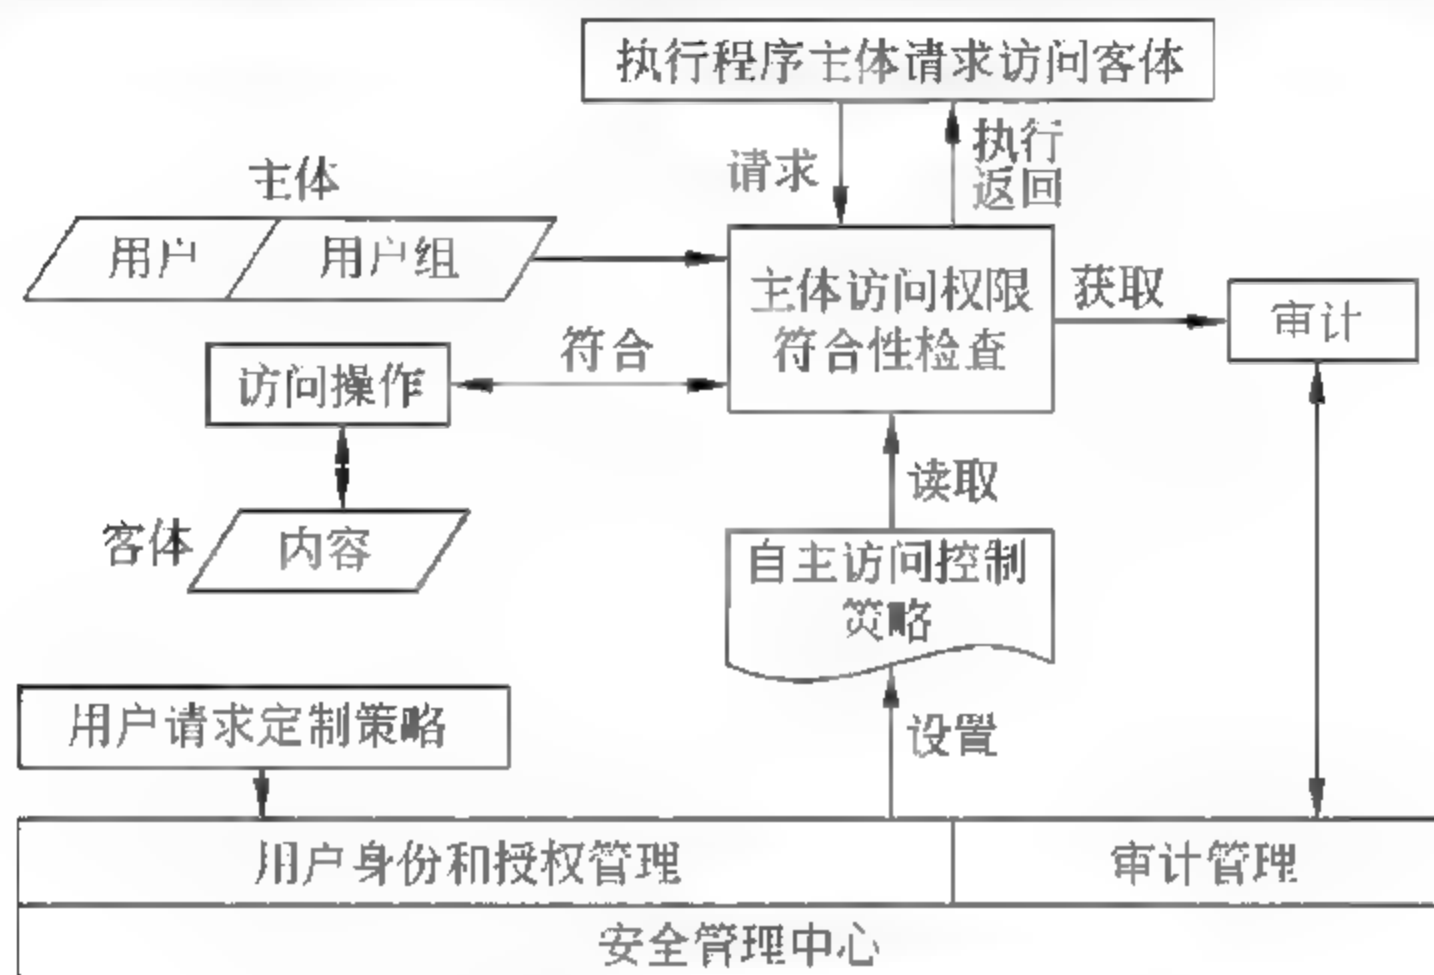 执行程序主体请求访问客体
请求
执行
返回
主体
用户
用户组
主体访问权限
符合性检查
获取
审计
符合
访问操作
读取
客体
内容
自主访问控制
策略
用户请求定制策略
设置
用户身份和授权管理
审计管理
安全管理中心